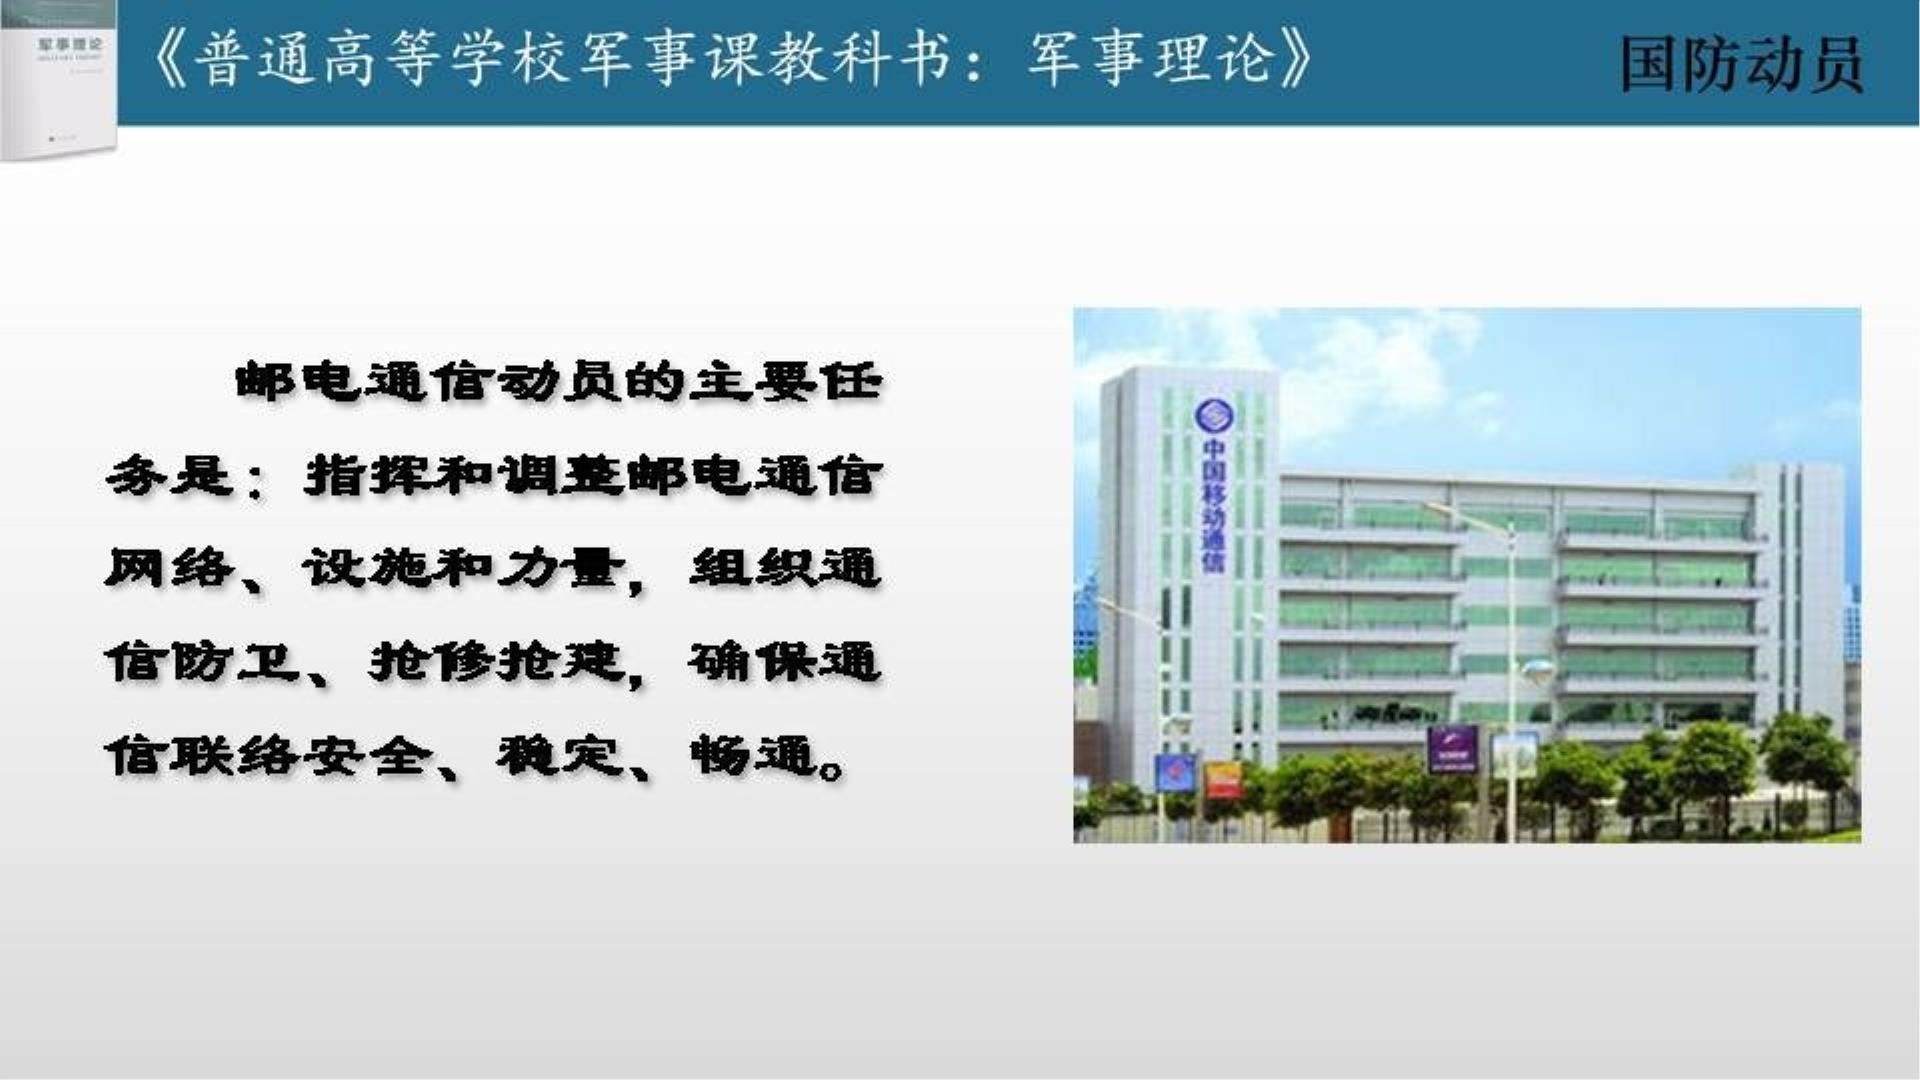 军事理论
《普通高等学校军事课教科书：军事理论》
国防动员
邮电通信动员的主要任
务是：指挥和调整邮电通信
网络、设施和力量，组织通
信防卫、抢修抢建，确保通
信联络安全、稳定、畅通。
中国移动通信